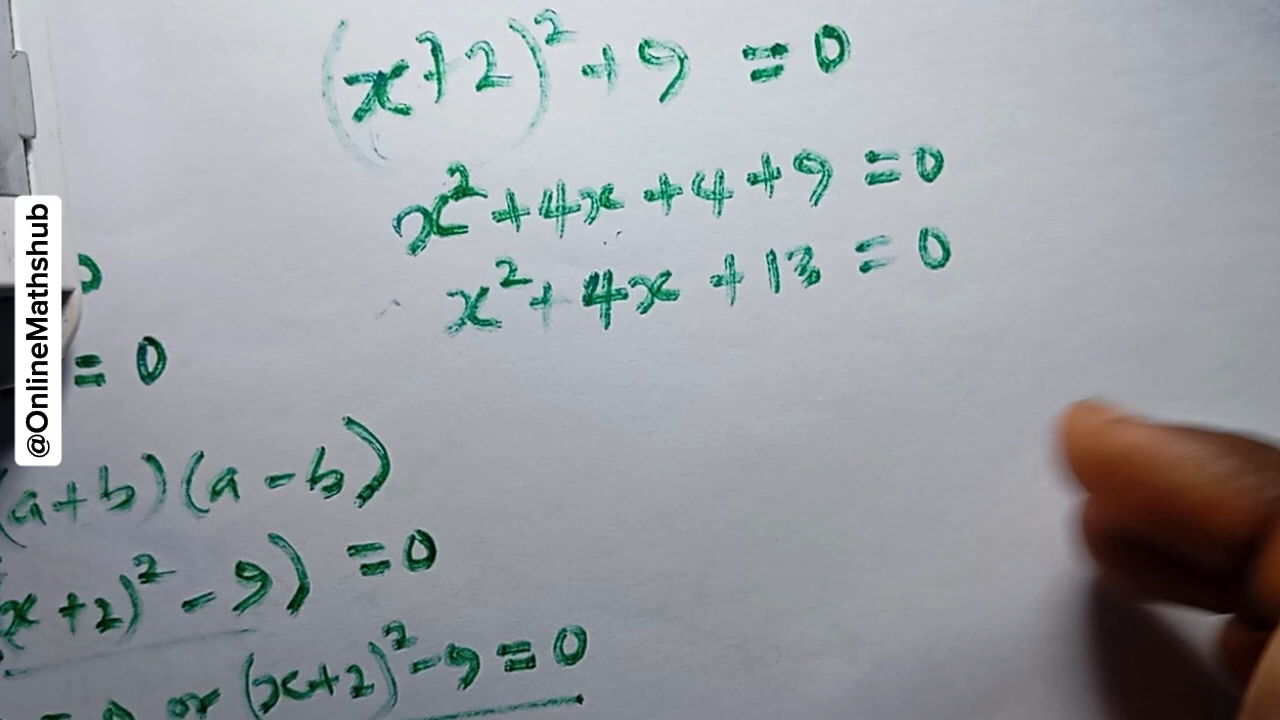 (x+2)² + 9 = 0
x² + 4x + 4 + 9 = 0
x² + 4x + 13 = 0
@OnlineMathshub
= 0
(a+b)(a-b)
(x+2)² - 9) = 0
= 0 or (x+2)² - 9 = 0